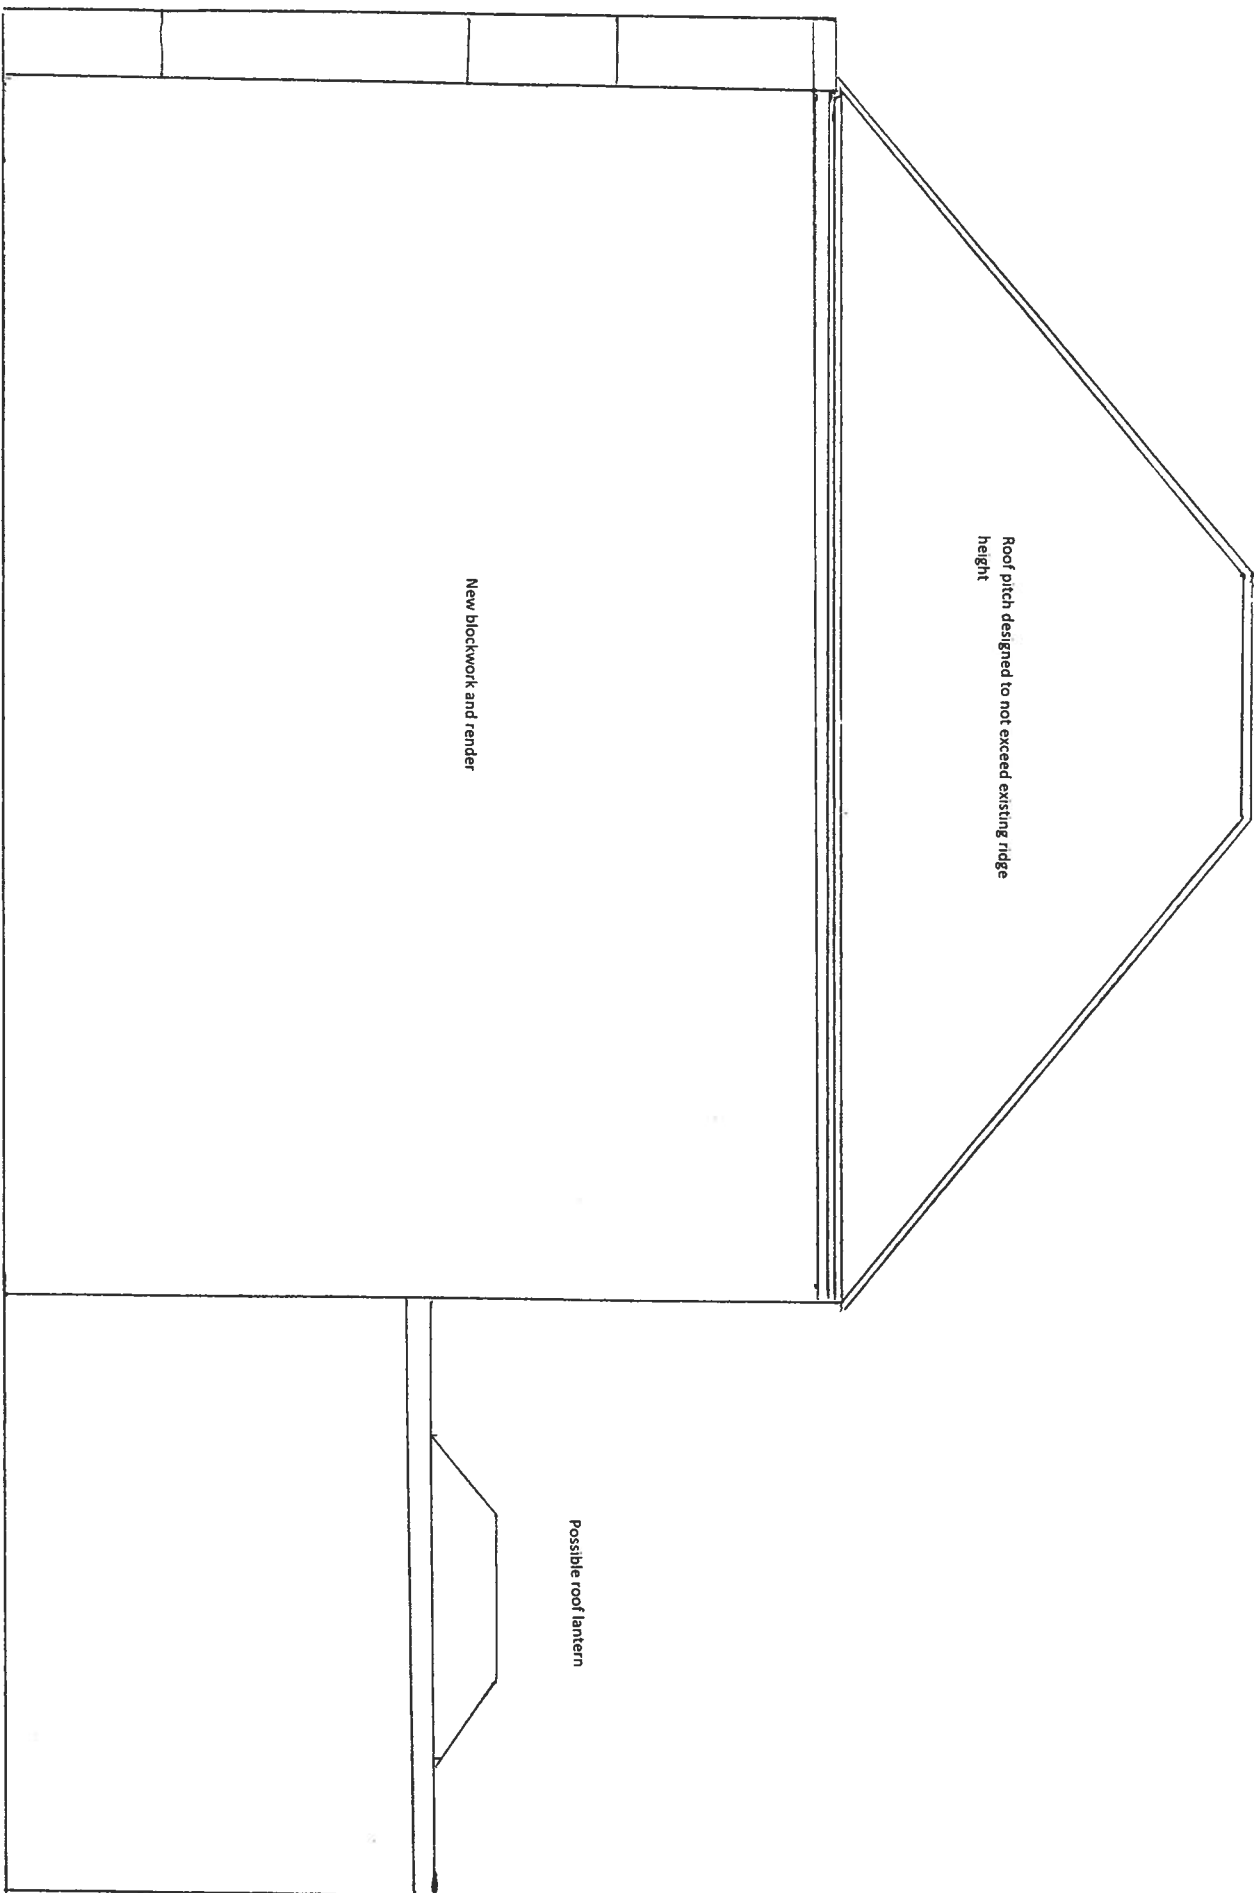 Roof pitch designed to not exceed existing ridge
height
New blockwork and render
Possible roof lantern